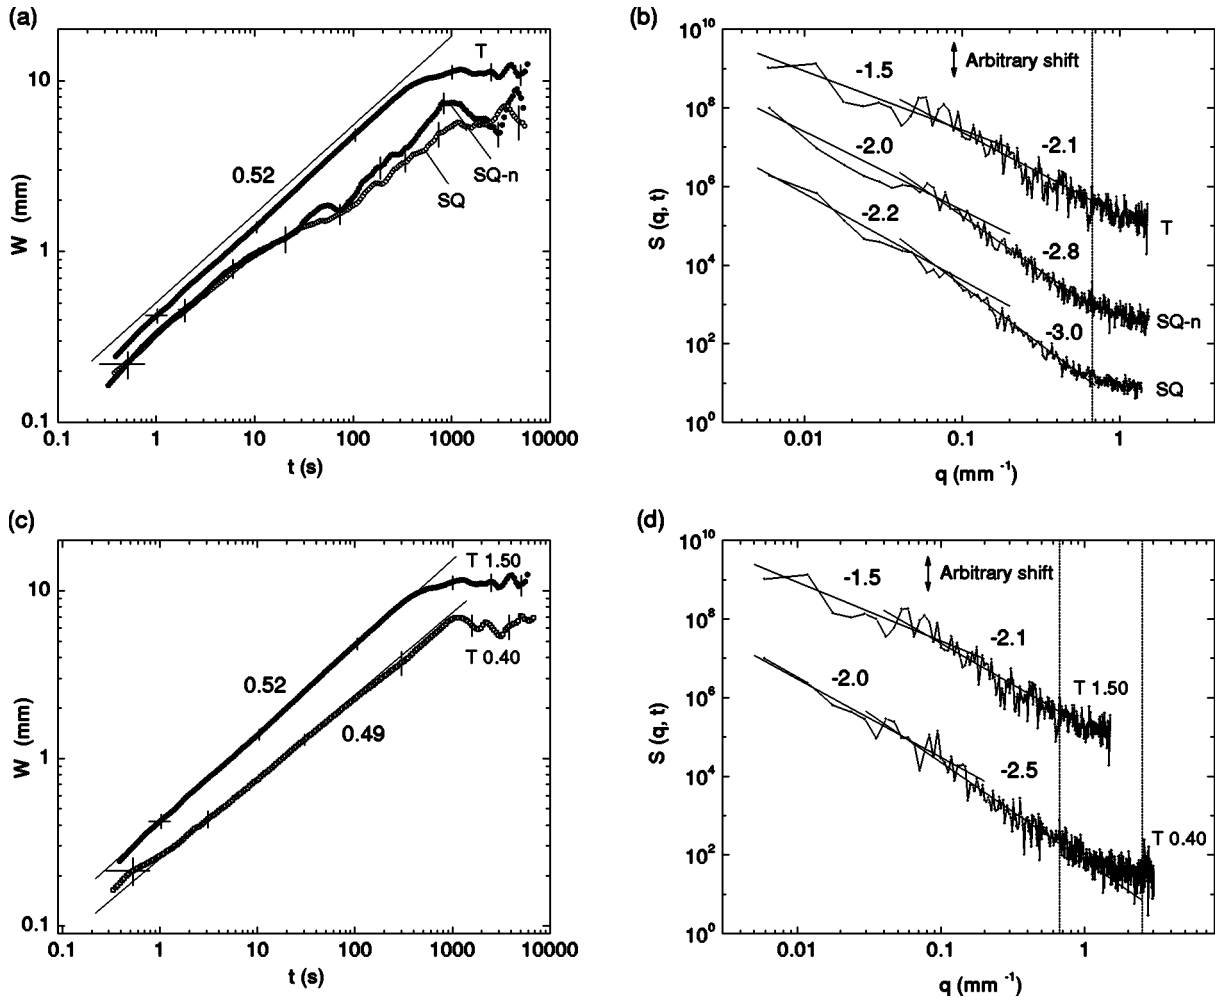 (a)
10
1
0.1
W (mm)
0.52
T
SQ-n
SQ
0.1
1
10
100
1000
10000
t (s)
(b)
10^10
10^8
10^6
10^4
10^2
10^0
S (q, t)
Arbitrary shift
-1.5
-2.1
-2.0
-2.8
-2.2
-3.0
T
SQ-n
SQ
0.01
0.1
1
q (mm^-1)
(c)
10
1
0.1
W (mm)
T 1.50
T 0.40
0.52
0.49
0.1
1
10
100
1000
10000
t (s)
(d)
10^10
10^8
10^6
10^4
10^2
10^0
S (q, t)
Arbitrary shift
-1.5
-2.1
T 1.50
-2.0
-2.5
T 0.40
0.01
0.1
1
q (mm^-1)